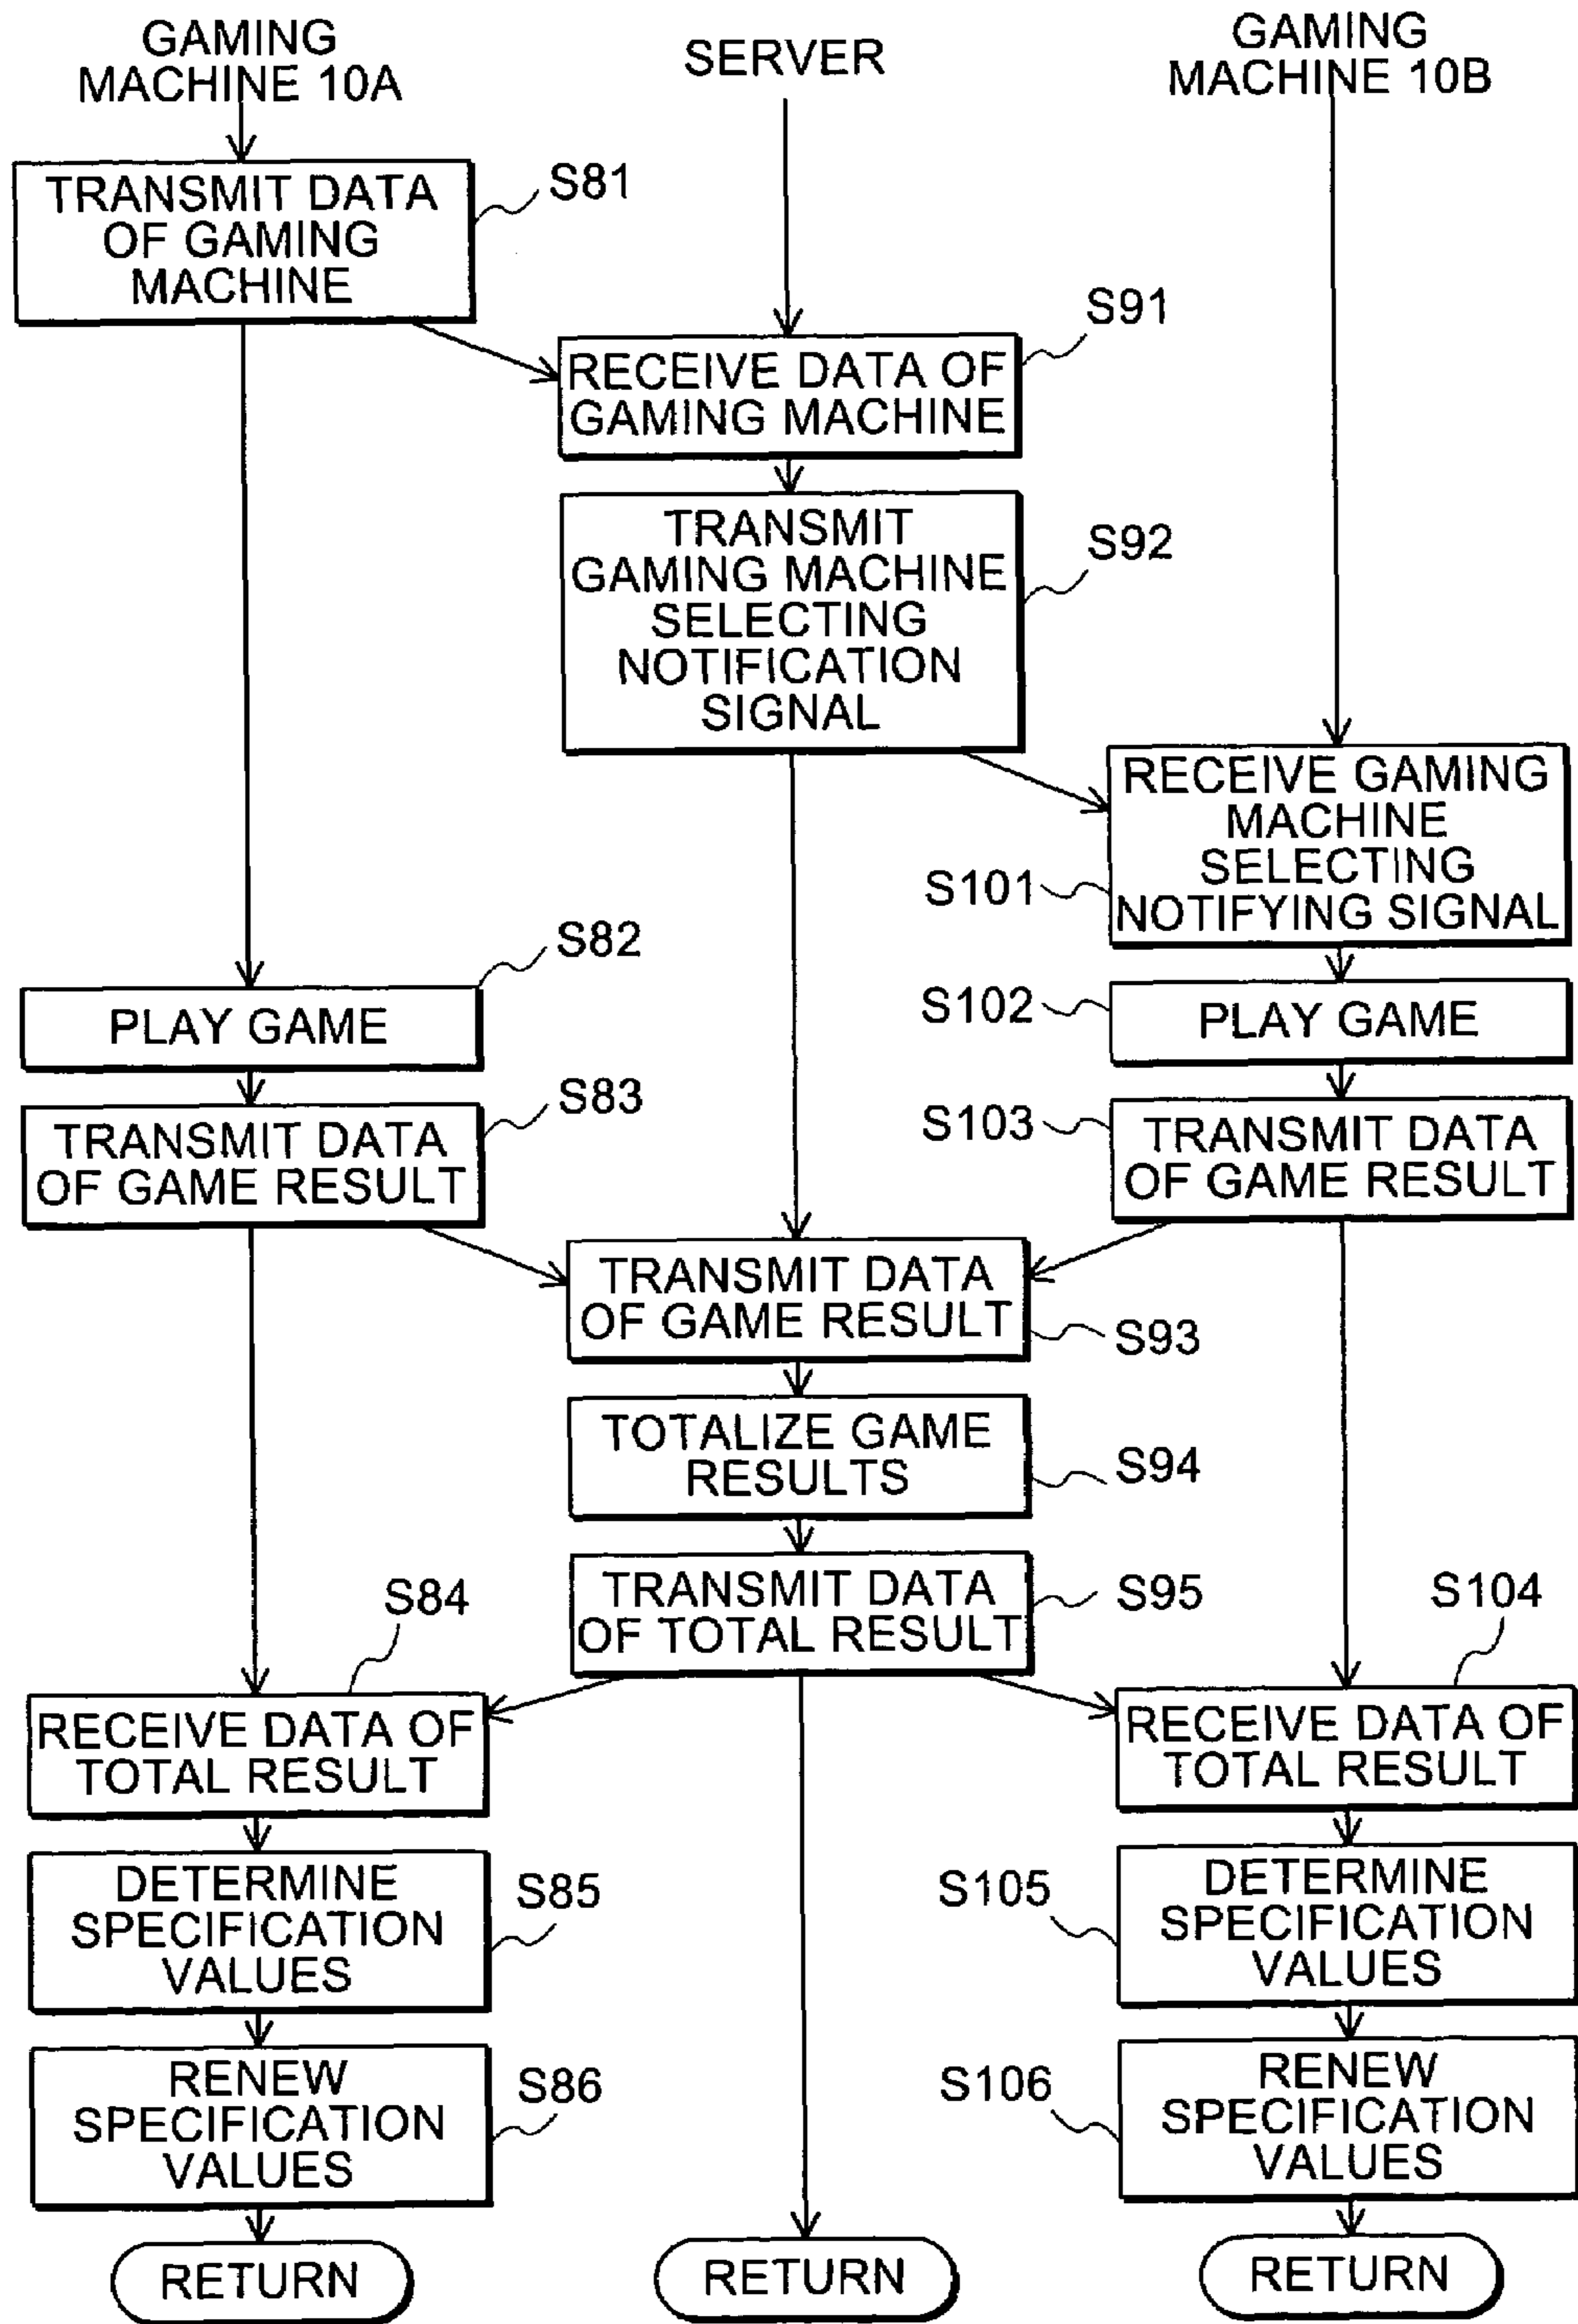 GAMING
MACHINE 10A
SERVER
GAMING
MACHINE 10B
TRANSMIT DATA
OF GAMING
MACHINE
S81
RECEIVE DATA OF
GAMING MACHINE
S91
TRANSMIT
GAMING MACHINE
SELECTING
NOTIFICATION
SIGNAL
S92
RECEIVE GAMING
MACHINE
SELECTING
NOTIFYING SIGNAL
S101
PLAY GAME
S82
S102
PLAY GAME
TRANSMIT DATA
OF GAME RESULT
S83
S103
TRANSMIT DATA
OF GAME RESULT
TRANSMIT DATA
OF GAME RESULT
S93
TOTALIZE GAME
RESULTS
S94
TRANSMIT DATA
OF TOTAL RESULT
S95
S84
RECEIVE DATA OF
TOTAL RESULT
S104
RECEIVE DATA OF
TOTAL RESULT
DETERMINE
SPECIFICATION
VALUES
S85
S105
DETERMINE
SPECIFICATION
VALUES
RENEW
SPECIFICATION
VALUES
S86
S106
RENEW
SPECIFICATION
VALUES
RETURN
RETURN
RETURN